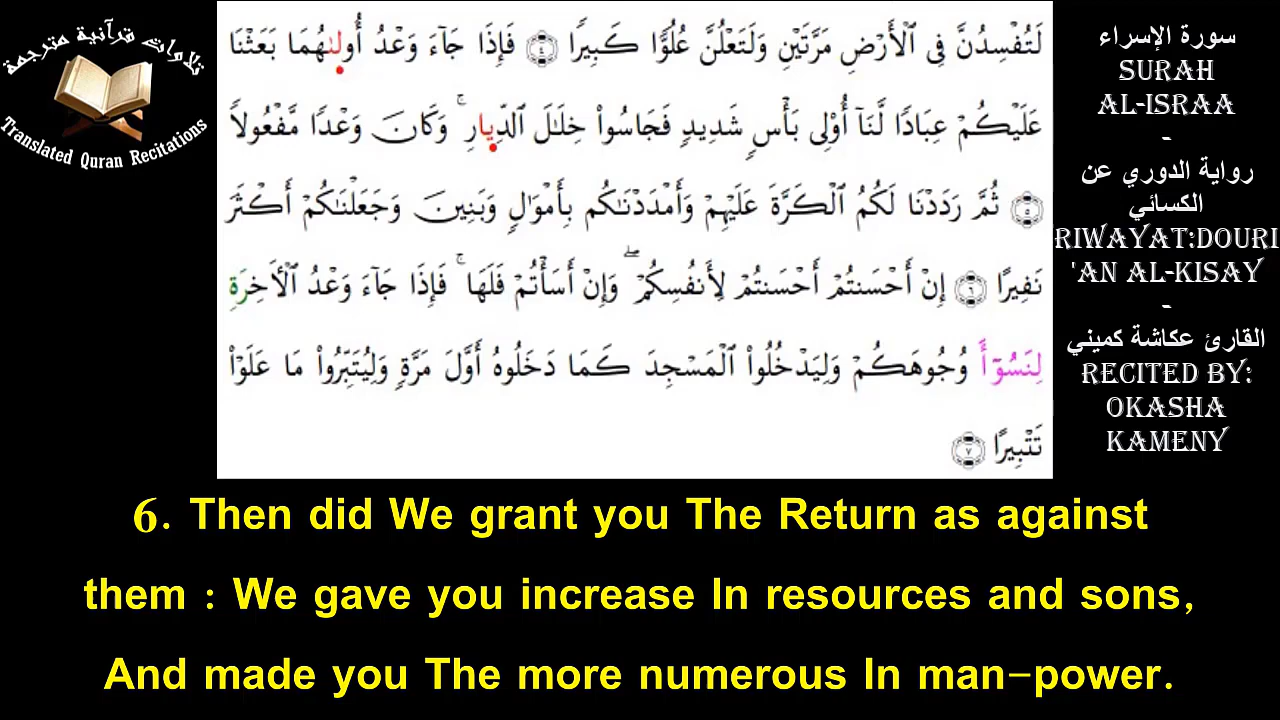 تلاوات قرآنية مترجمة
Translated Quran Recitations
لَتُفْسِدُنَّ فِي ٱلْأَرْضِ مَرَّتَيْنِ وَلَتَعْلُنَّ عُلُوًّا كَبِيرًا ٤ فَإِذَا جَآءَ وَعْدُ أُولَىٰهُمَا بَعَثْنَا
عَلَيْكُمْ عِبَادًا لَّنَآ أُوْلِي بَأْسٍ شَدِيدٍ فَجَاسُوا۟ خِلَـٰلَ ٱلدِّيَارِ ۚ وَكَانَ وَعْدًا مَّفْعُولًا
٥ ثُمَّ رَدَدْنَا لَكُمُ ٱلْكَرَّةَ عَلَيْهِمْ وَأَمْدَدْنَـٰكُم بِأَمْوَٰلٍ وَبَنِينَ وَجَعَلْنَـٰكُمْ أَكْثَرَ
نَفِيرًا ٦ إِنْ أَحْسَنتُمْ أَحْسَنتُمْ لِأَنفُسِكُمْ ۖ وَإِنْ أَسَأْتُمْ فَلَهَا ۚ فَإِذَا جَآءَ وَعْدُ ٱلْأَخِرَةِ
لِنَسُوٓأَ وُجُوهَكُمْ وَلِيَدْخُلُوا۟ ٱلْمَسْجِدَ كَمَا دَخَلُوهُ أَوَّلَ مَرَّةٍ وَلِيُتَبِّرُوا۟ مَا عَلَوْا۟
تَتْبِيرًا ٧
سورة الإسراء
SURAH
AL-ISRAA
-
رواية الدوري عن
الكسائي
RIWAYAT:DOURI
'AN AL-KISAY
-
القارئ عكاشة كميني
RECITED BY:
OKASHA
KAMENY
6. Then did We grant you The Return as against
them : We gave you increase In resources and sons,
And made you The more numerous In man-power.